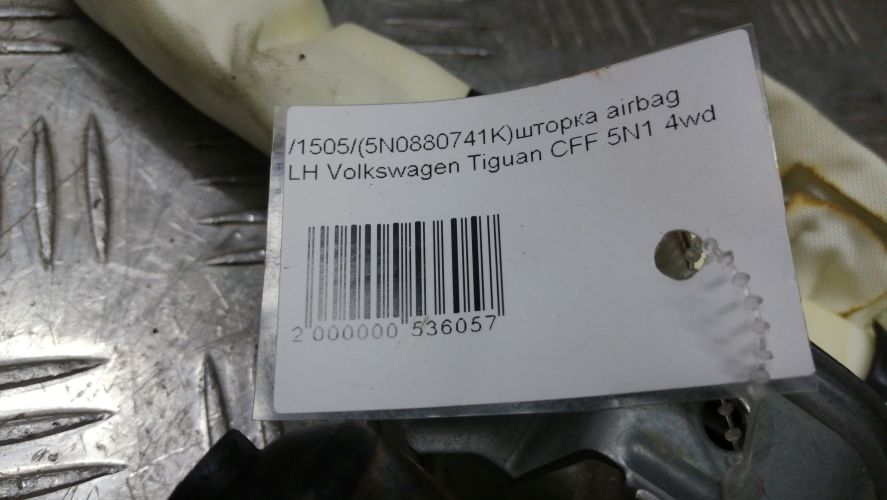 /1505/(5N0880741K)шторка airbag
LH Volkswagen Tiguan CFF 5N1 4wd
2 000000 536057